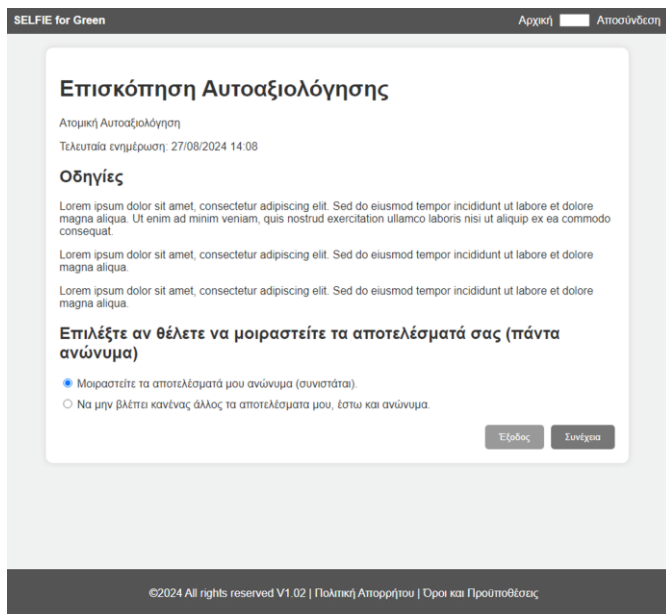 SELFIE for Green Αρχική Αποσύνδεση
Επισκόπηση Αυτοαξιολόγησης
Ατομική Αυτοαξιολόγηση
Τελευταία ενημέρωση: 27/08/2024 14:08
Οδηγίες
Lorem ipsum dolor sit amet, consectetur adipiscing elit. Sed do eiusmod tempor incididunt ut labore et dolore
magna aliqua. Ut enim ad minim veniam, quis nostrud exercitation ullamco laboris nisi ut aliquip ex ea commodo
consequat.
Lorem ipsum dolor sit amet, consectetur adipiscing elit. Sed do eiusmod tempor incididunt ut labore et dolore
magna aliqua.
Lorem ipsum dolor sit amet, consectetur adipiscing elit. Sed do eiusmod tempor incididunt ut labore et dolore
magna aliqua.
Επιλέξτε αν θέλετε να μοιραστείτε τα αποτελέσματά σας (πάντα
ανώνυμα)
Μοιραστείτε τα αποτελέσματά μου ανώνυμα (συνιστάται).
Να μην βλέπει κανένας άλλος τα αποτελέσματα μου, έστω και ανώνυμα.
Έξοδος Συνέχεια
©2024 All rights reserved V1.02 | Πολιτική Απορρήτου | Όροι και Προϋποθέσεις